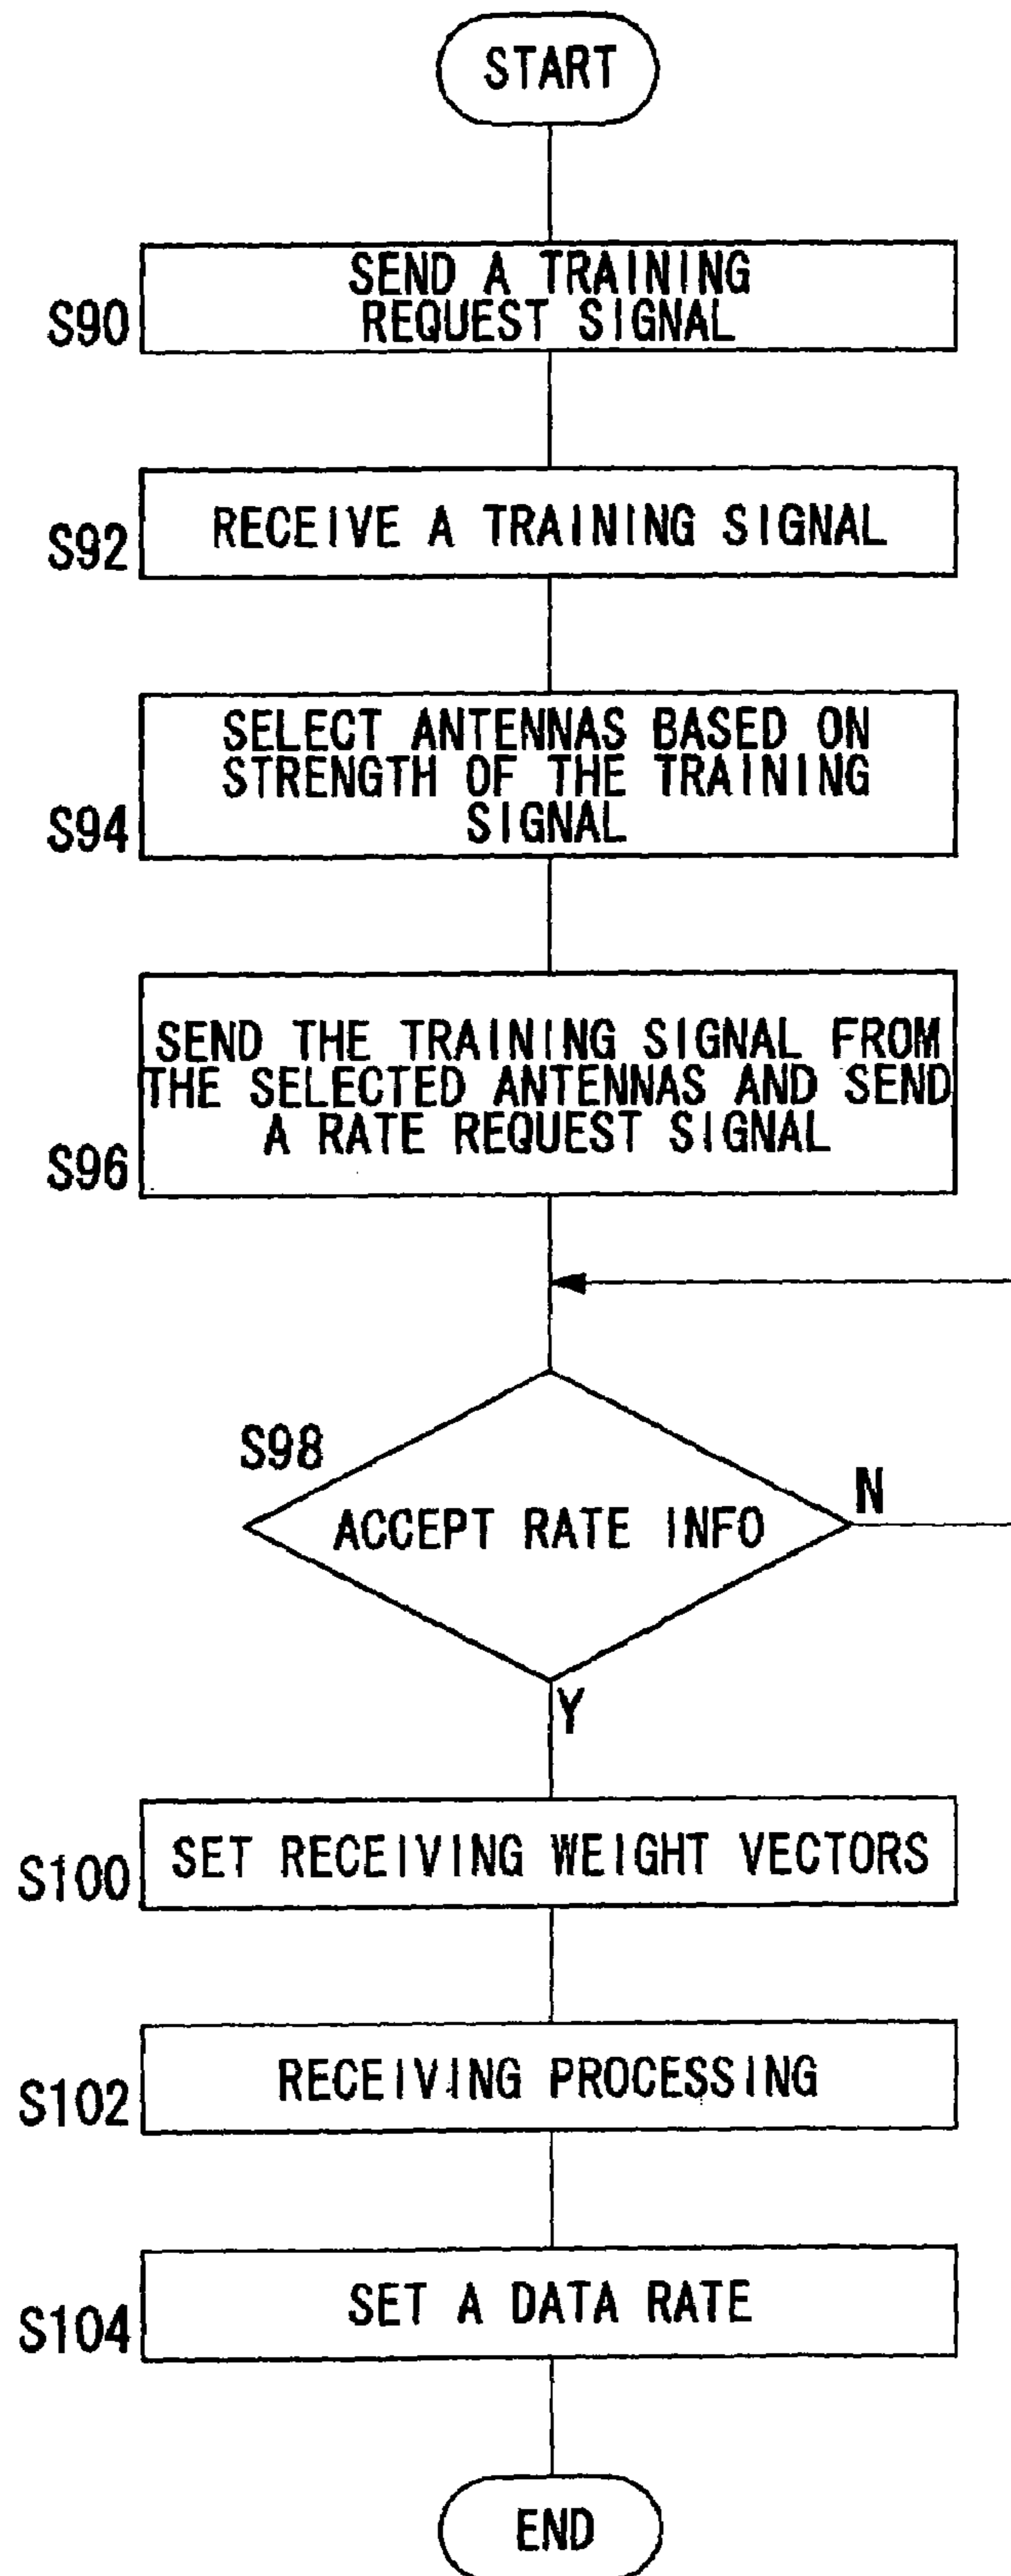 START
SEND A TRAINING
REQUEST SIGNAL
S90
RECEIVE A TRAINING SIGNAL
S92
SELECT ANTENNAS BASED ON
STRENGTH OF THE TRAINING
SIGNAL
S94
SEND THE TRAINING SIGNAL FROM
THE SELECTED ANTENNAS AND SEND
A RATE REQUEST SIGNAL
S96
S98
ACCEPT RATE INFO
N
Y
SET RECEIVING WEIGHT VECTORS
S100
RECEIVING PROCESSING
S102
SET A DATA RATE
S104
END